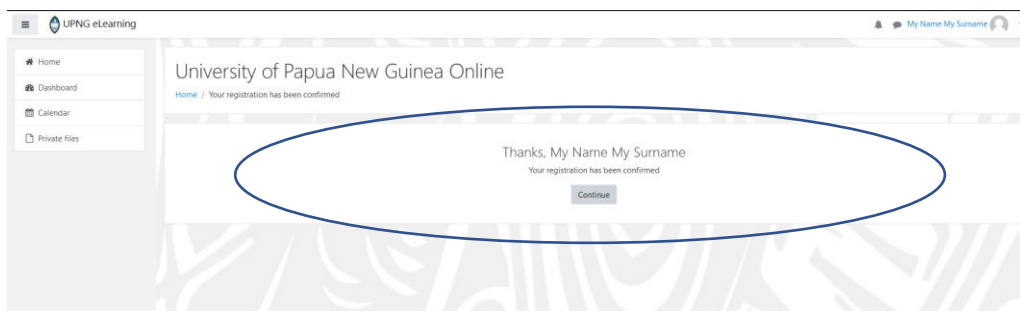 UPNG eLearning
My Name My Surname
Home
Dashboard
Calendar
Private files
University of Papua New Guinea Online
Home / Your registration has been confirmed
Thanks, My Name My Surname
Your registration has been confirmed
Continue